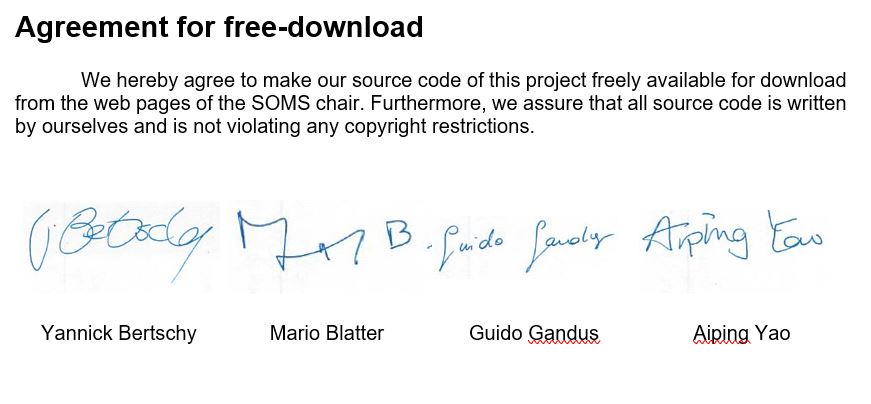 Agreement for free-download
We hereby agree to make our source code of this project freely available for download
from the web pages of the SOMS chair. Furthermore, we assure that all source code is written
by ourselves and is not violating any copyright restrictions.
Y. Bertschy M B. Guido Gandus Aiping Yao
Yannick Bertschy Mario Blatter Guido Gandus Aiping Yao